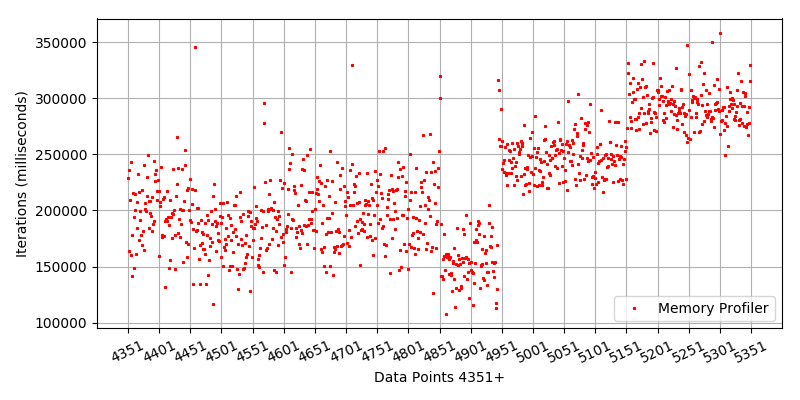 350000
300000
250000
200000
150000
100000
Iterations (milliseconds)
Memory Profiler
4351 4401 4451 4501 4551 4601 4651 4701 4751 4801 4851 4901 4951 5001 5051 5101 5151 5201 5251 5301 5351
Data Points 4351+